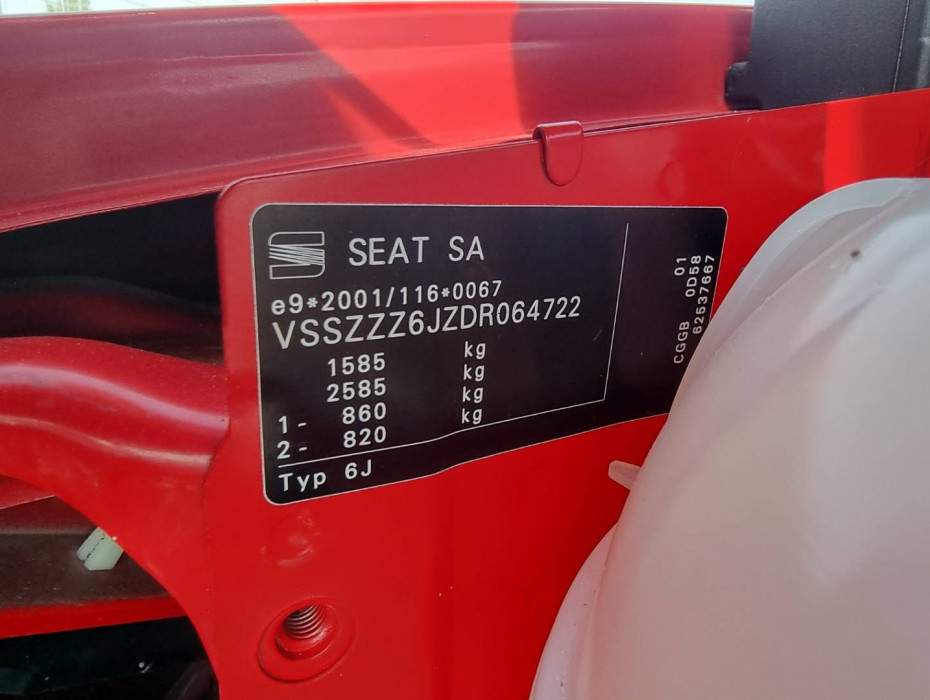 SEAT SA
e9*2001/116*0067
VSSZZZ6JZDR064722
1585 kg
2585 kg
1- 860 kg
2- 820 kg
Typ 6J
CGGB 0D58 01
62537667